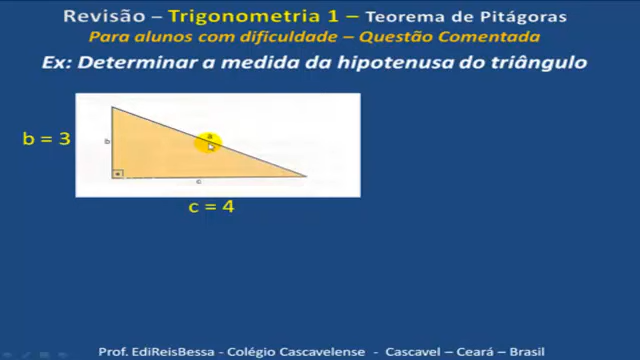 Revisão – Trigonometria 1 – Teorema de Pitágoras
Para alunos com dificuldade – Questão Comentada
Ex: Determinar a medida da hipotenusa do triângulo
b = 3
b
a
c
c = 4
Prof. EdiReisBessa - Colégio Cascavelense - Cascavel – Ceará – Brasil